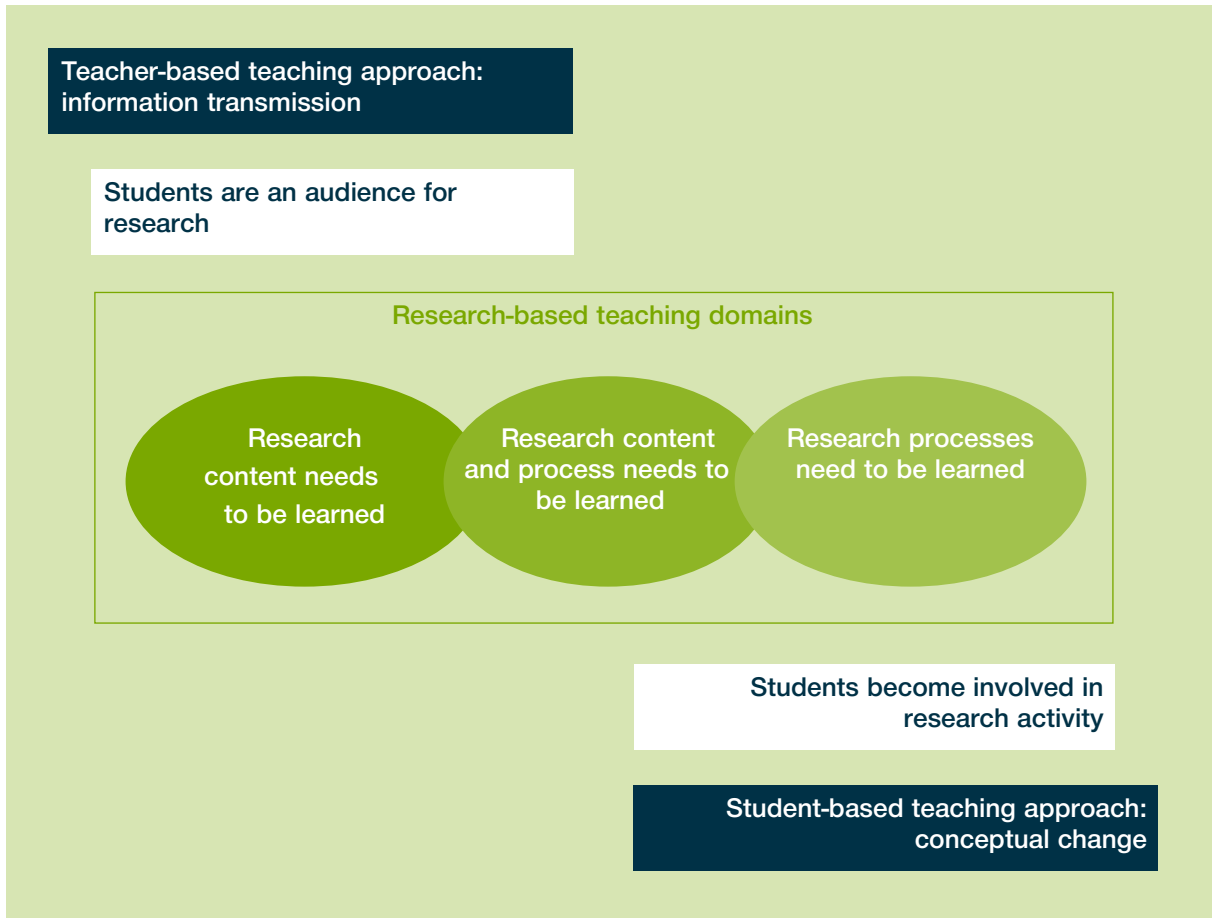 Teacher-based teaching approach:
information transmission
Students are an audience for
research
Research-based teaching domains
Research
content needs
to be learned
Research content
and process needs to
be learned
Research processes
need to be learned
Students become involved in
research activity
Student-based teaching approach:
conceptual change